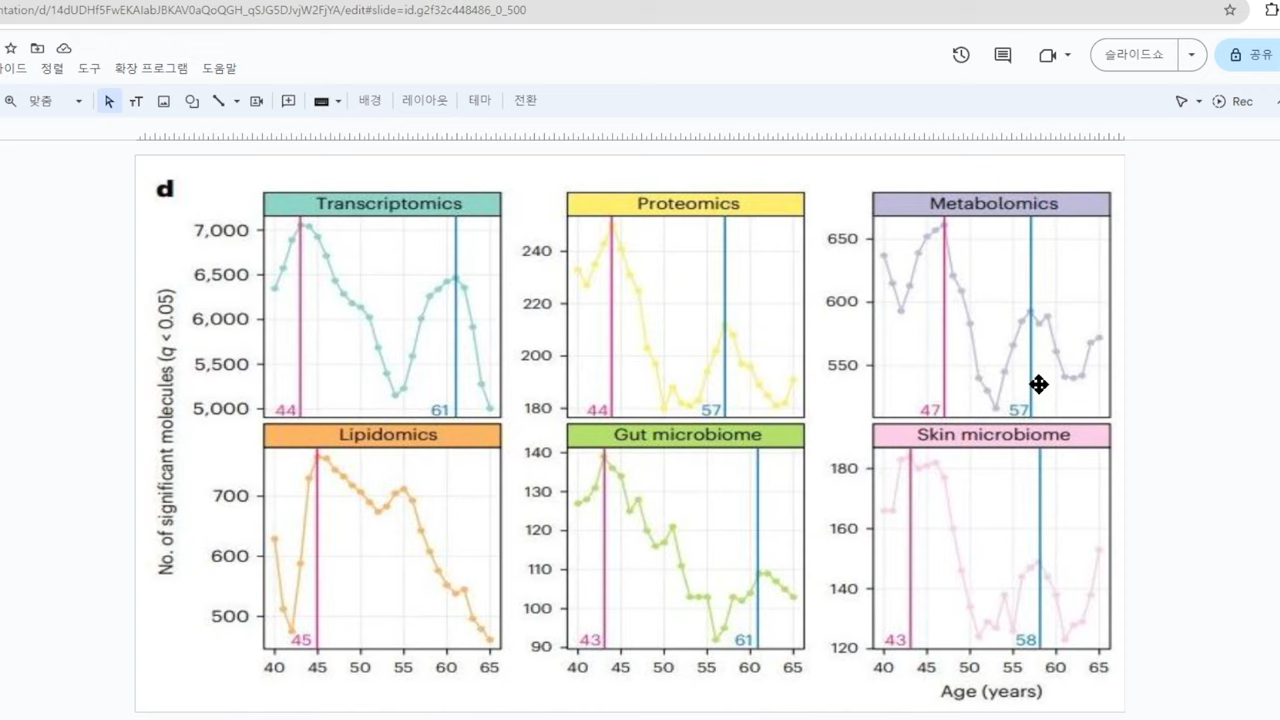 ntation/d/14dUDHf5FwEKAIabJBKAV0aQoQGH_qSJG5DJvjW2FjYA/edit#slide=id.g2f32c448486_0_500
정렬 도구 확장 프로그램 도움말
슬라이드쇼 공유
맞춤 배경 레이아웃 테마 전환 Rec
d
Transcriptomics Proteomics Metabolomics
7,000
6,500
6,000
5,500
5,000
240
220
200
180
650
600
550
44 61 44 57 47 57
No. of significant molecules (q < 0.05)
Lipidomics Gut microbiome Skin microbiome
700
600
500
140
130
120
110
100
90
180
160
140
120
45 43 61 43 58
40 45 50 55 60 65 40 45 50 55 60 65 40 45 50 55 60 65
Age (years)